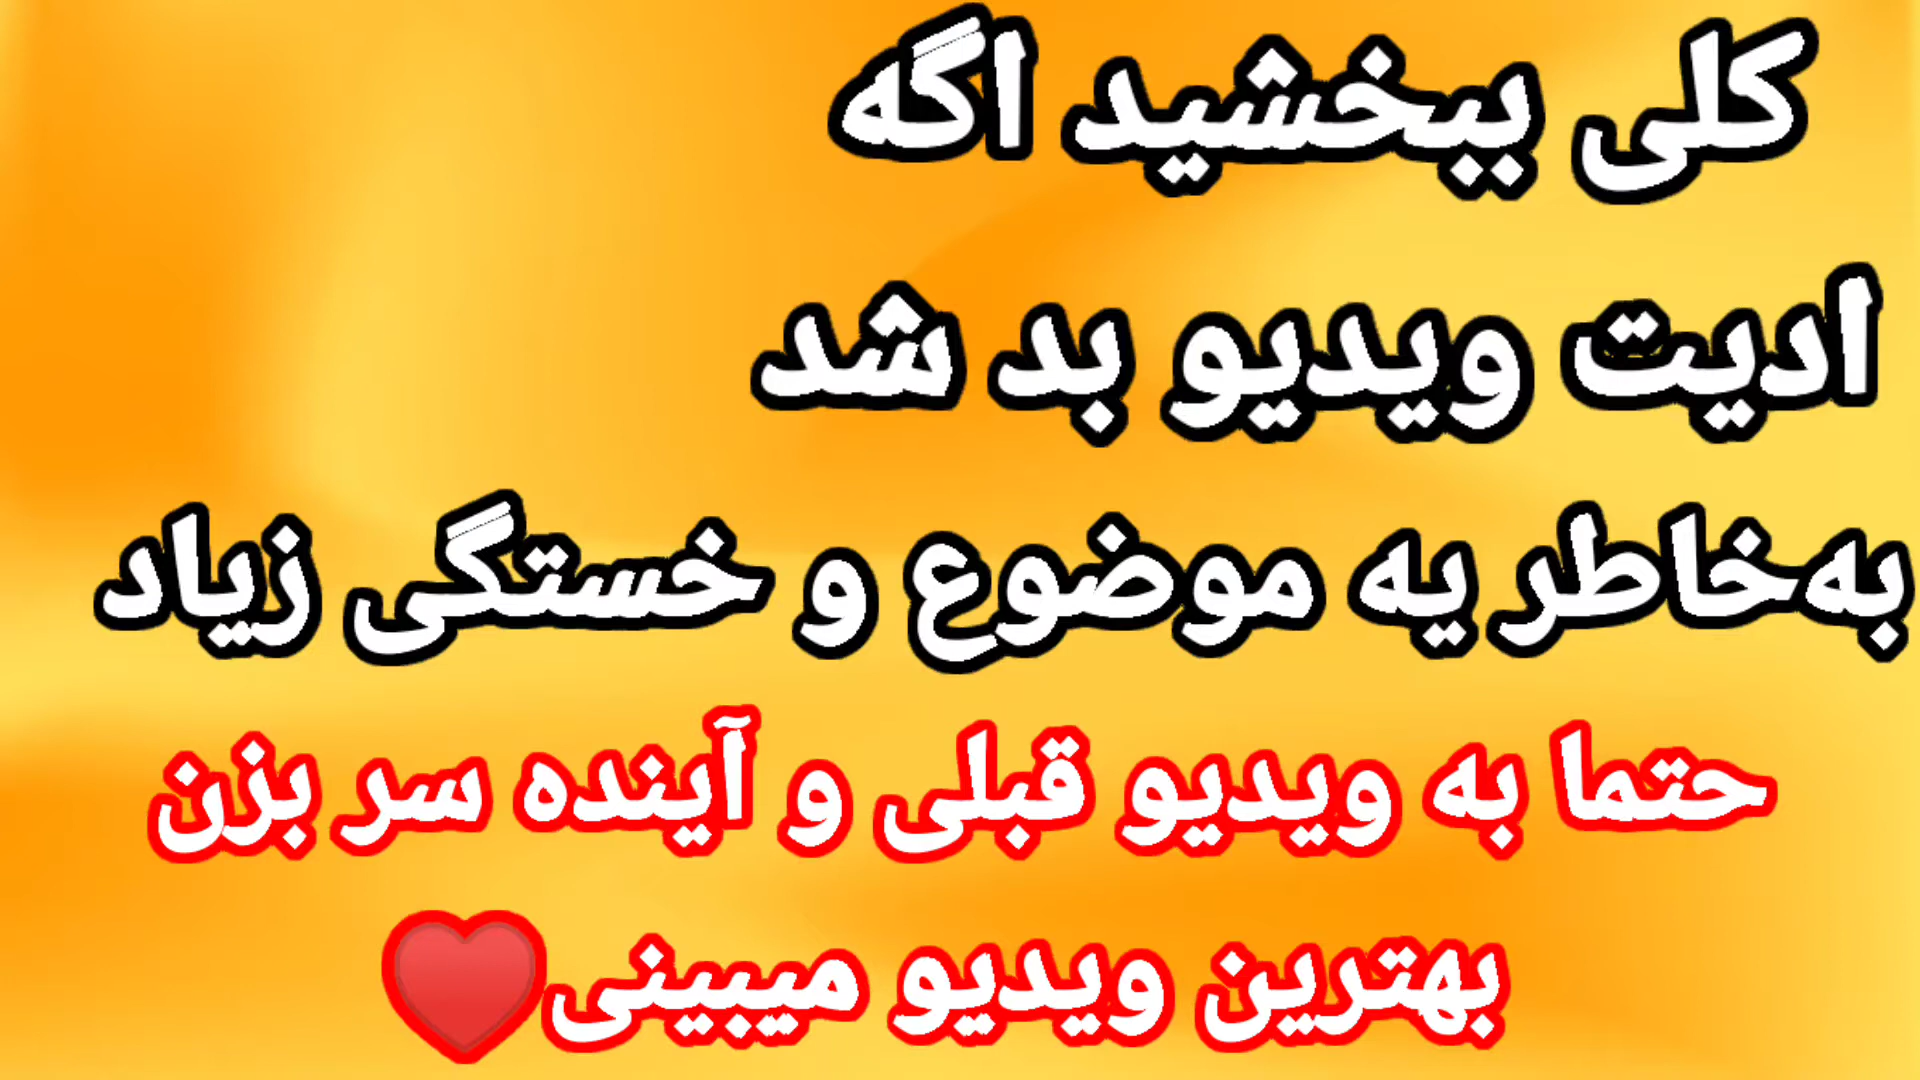 کلی ببخشید اگه
ادیت ویدیو بد شد
به‌خاطر یه موضوع و خستگی زیاد
حتما به ویدیو قبلی و آینده سر بزن
بهترین ویدیو میبینی❤️